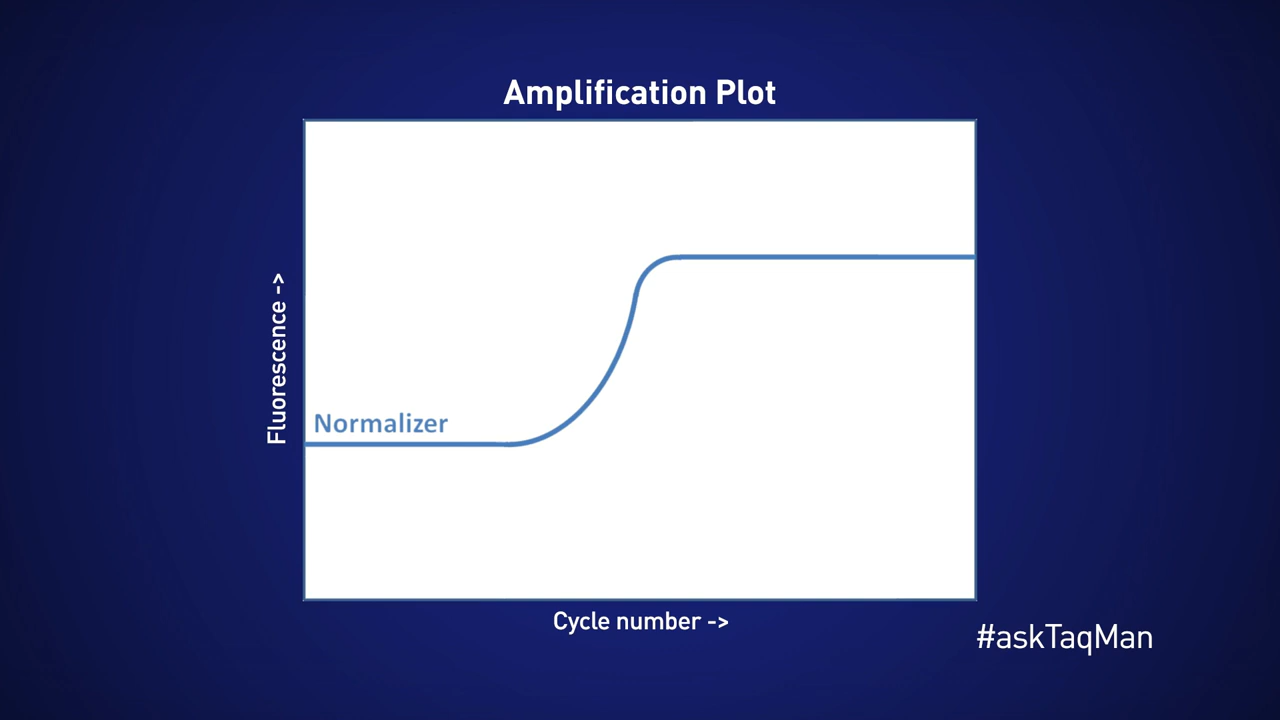 Amplification Plot
Fluorescence ->
Normalizer
Cycle number ->
#askTaqMan